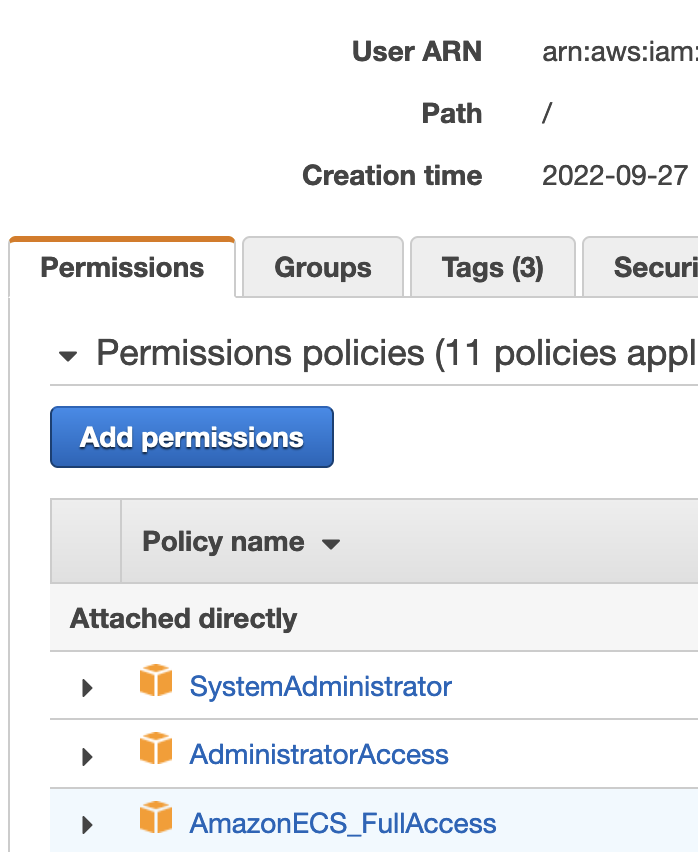 User ARN arn:aws:iam:
Path /
Creation time 2022-09-27
Permissions Groups Tags (3) Securi
Permissions policies (11 policies appl
Add permissions
Policy name
Attached directly
SystemAdministrator
AdministratorAccess
AmazonECS_FullAccess